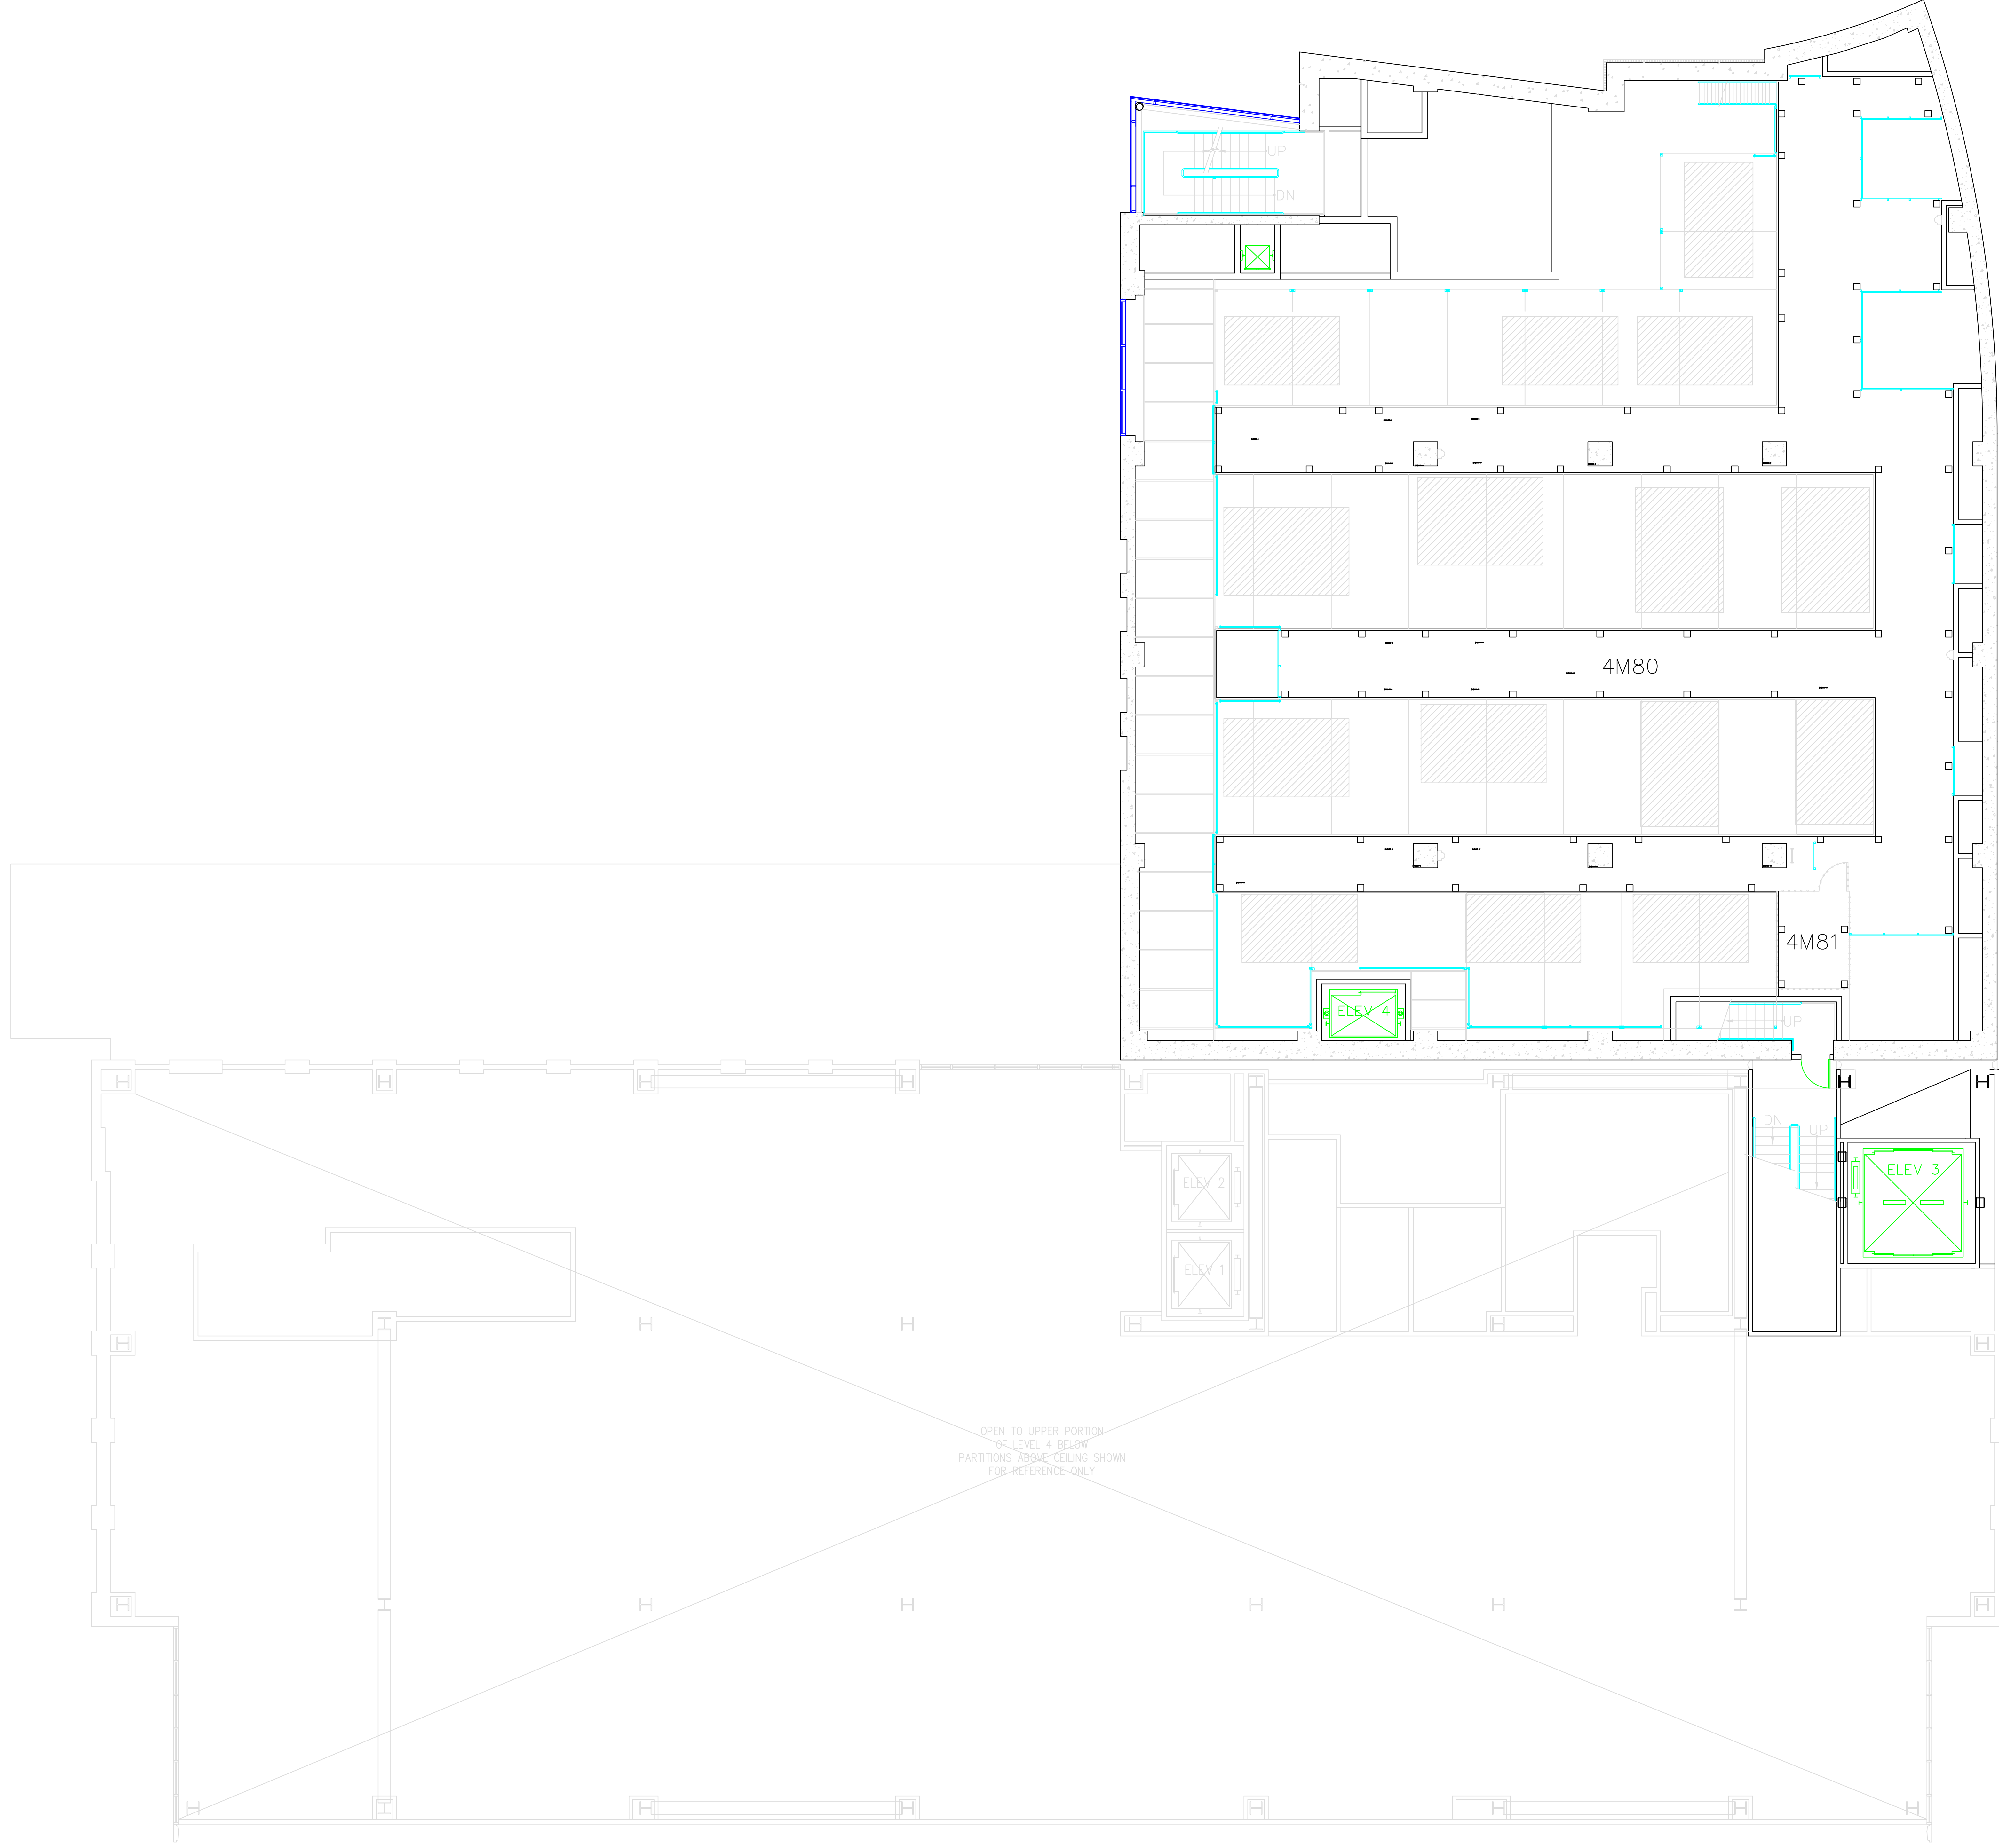 UP
DN
4M80
4M81
ELEV 4
UP
DN
UP
ELEV 3
ELEV 2
ELEV 1
OPEN TO UPPER PORTION
OF LEVEL 4 BELOW
PARTITIONS ABOVE CEILING SHOWN
FOR REFERENCE ONLY